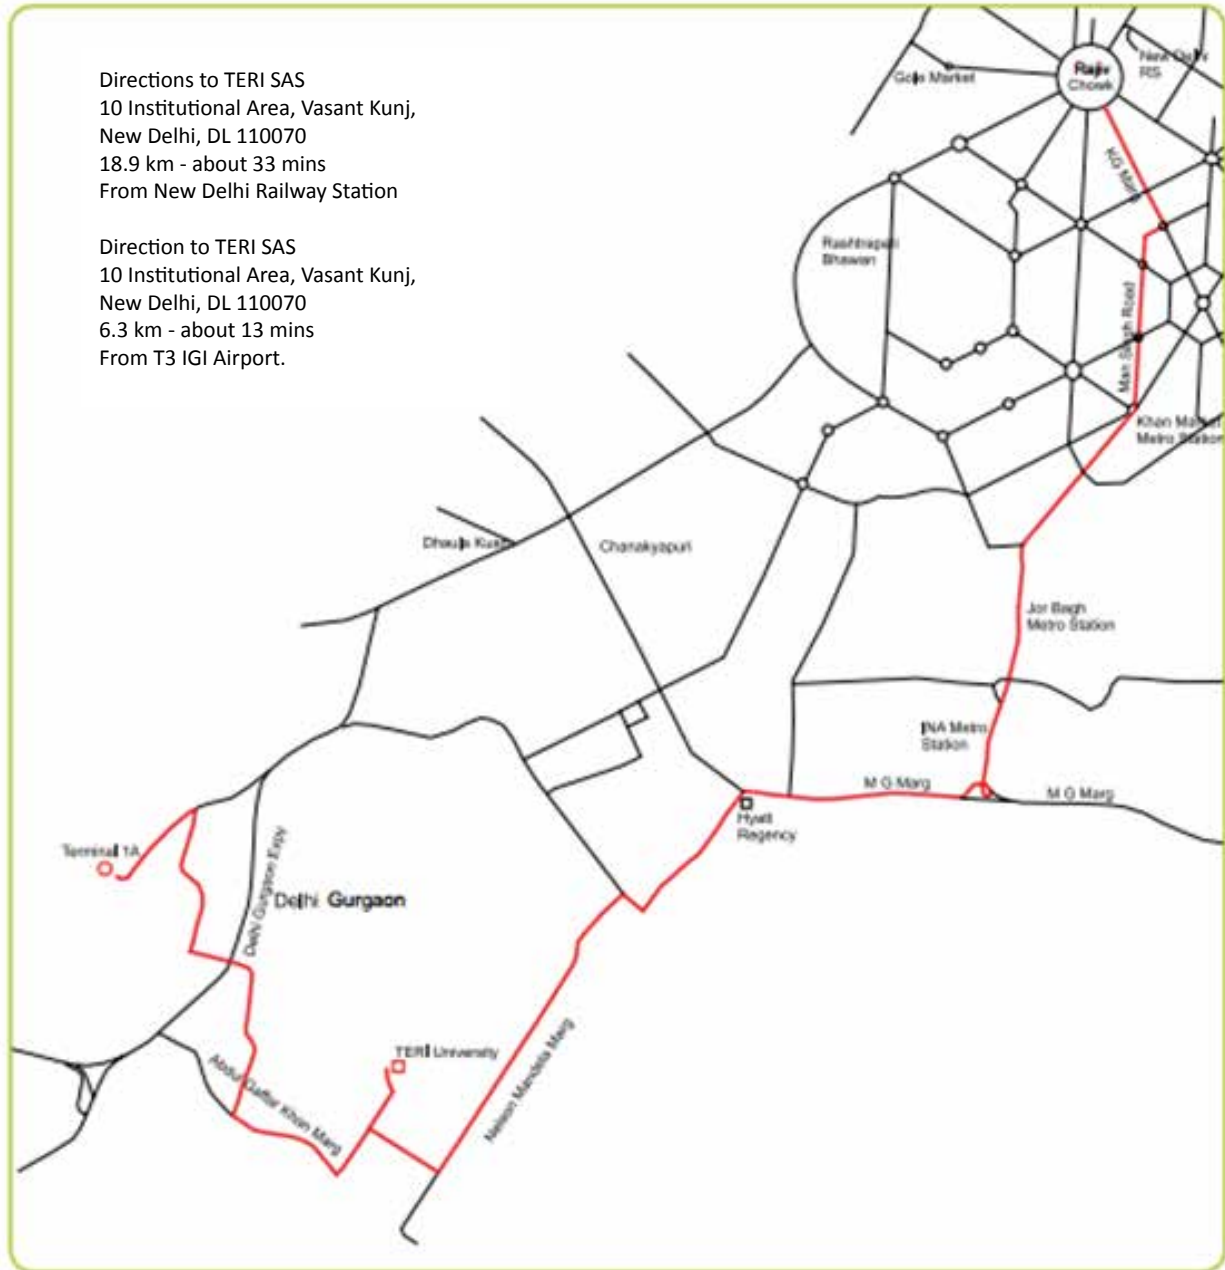 Directions to TERI SAS
10 Institutional Area, Vasant Kunj,
New Delhi, DL 110070
18.9 km - about 33 mins
From New Delhi Railway Station
Direction to TERI SAS
10 Institutional Area, Vasant Kunj,
New Delhi, DL 110070
6.3 km - about 13 mins
From T3 IGI Airport.
New Delhi
RS
Rajiv
Chowk
Gole Market
KG Marg
Rashtrapati
Bhawan
Man Singh Road
Khan Market
Metro Station
Dhaula Kuan
Chanakyapuri
Jor Bagh
Metro Station
INA Metro
Station
M G Marg
M G Marg
Hyatt
Regency
Terminal 1A
Delhi Gurgaon Expy
Delhi Gurgaon
TERI University
Nelson Mandela Marg
Abdul Gaffar Khan Marg